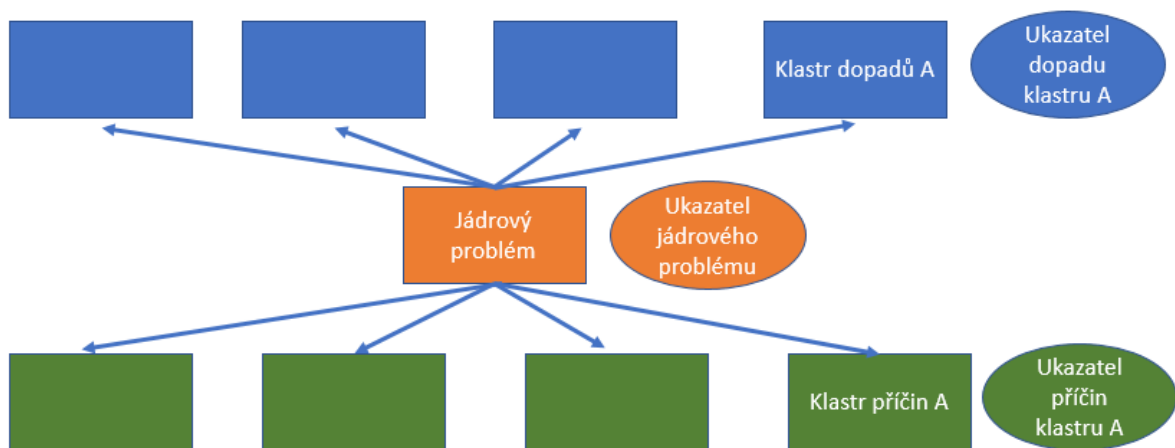 Klastr dopadů A
Ukazatel
dopadu
klastru A
Jádrový
problém
Ukazatel
jádrového
problému
Klastr příčin A
Ukazatel
příčin
klastru A